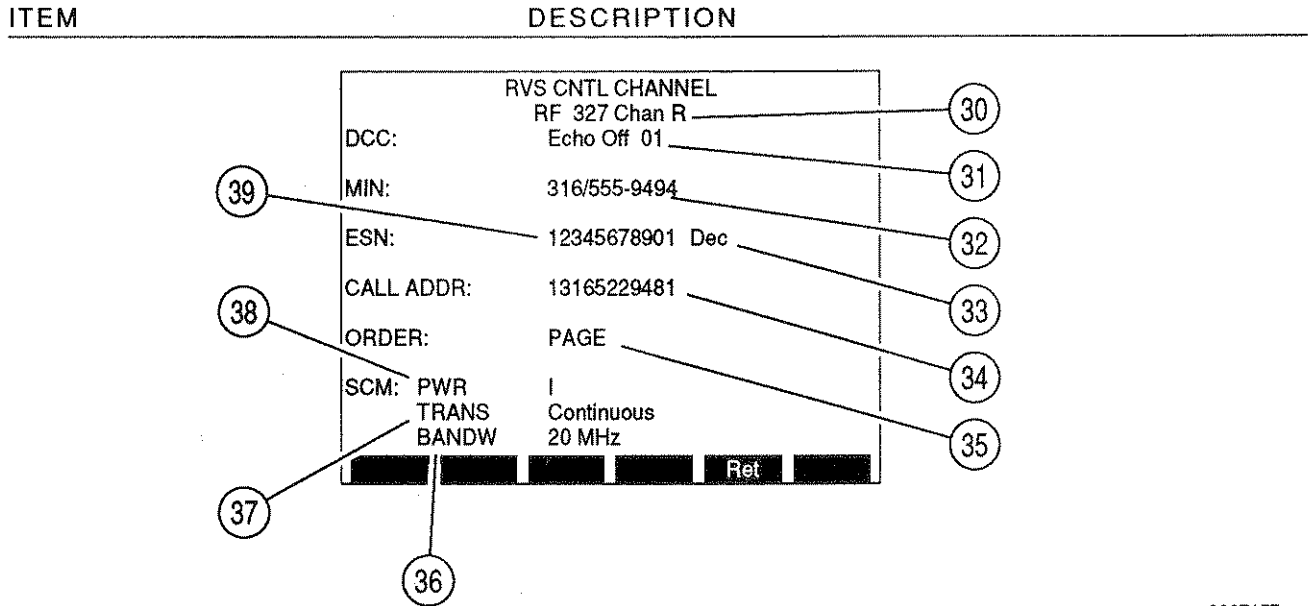 ITEM DESCRIPTION
RVS CNTL CHANNEL
RF 327 Chan R
30
DCC: Echo Off 01
31
MIN: 316/555-9494
32
39
ESN: 12345678901 Dec
33
CALL ADDR: 13165229481
34
38
ORDER: PAGE
35
SCM: PWR I
TRANS Continuous
BANDW 20 MHz
Ret
37
36